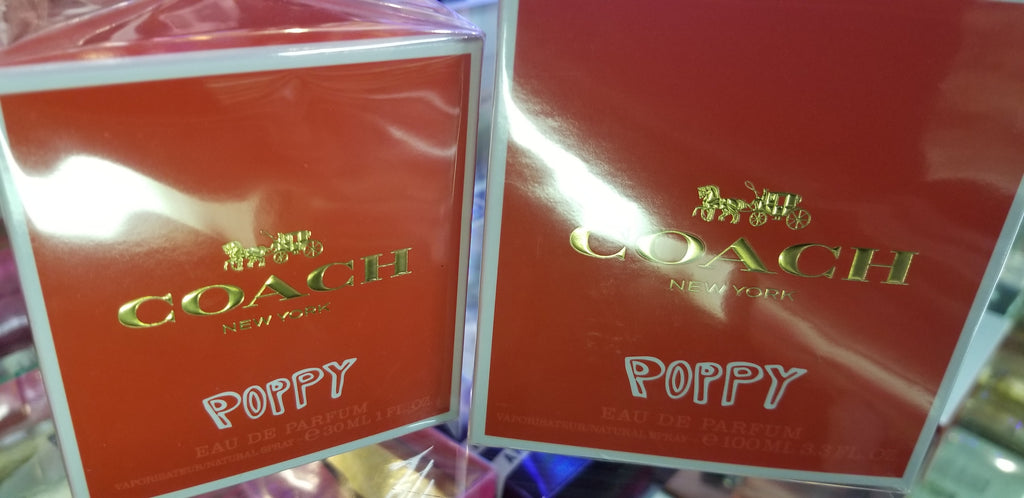 COACH
NEW YORK
POPPY
EAU DE PARFUM
VAPORISATEUR/NATURAL SPRAY - e 30 ML 1 FL.OZ
COACH
NEW YORK
POPPY
EAU DE PARFUM
VAPORISATEUR/NATURAL SPRAY - e 100 ML 3.3 FL.OZ